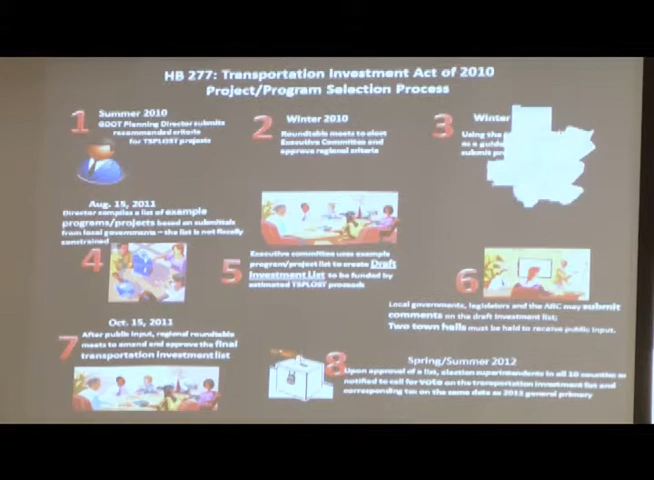 HB 277: Transportation Investment Act of 2010
Project/Program Selection Process
1
Summer 2010
GDOT Planning Director submits
recommended criteria
for TSPLOST projects
2
Winter 2010
Roundtable meets to elect
Executive Committee and
approve regional criteria
3
Winter
Using the
as a guide
submit
Aug. 15, 2011
Director compiles a list of example
programs/projects based on submittals
from local governments – the list is not fiscally
constrained
4
5
Executive committee uses example
program/project list to create Draft
Investment List to be funded by
estimated TSPLOST proceeds
6
Local governments, legislators and the ARC may submit
comments on the draft investment list;
Two town halls must be held to receive public input.
7
Oct. 15, 2011
After public input, regional roundtable
meets to amend and approve the final
transportation investment list
8
Spring/Summer 2012
Upon approval of a list, election superintendents in all 10 counties are
notified to call for vote on the transportation investment list and
corresponding tax on the same date as general primary